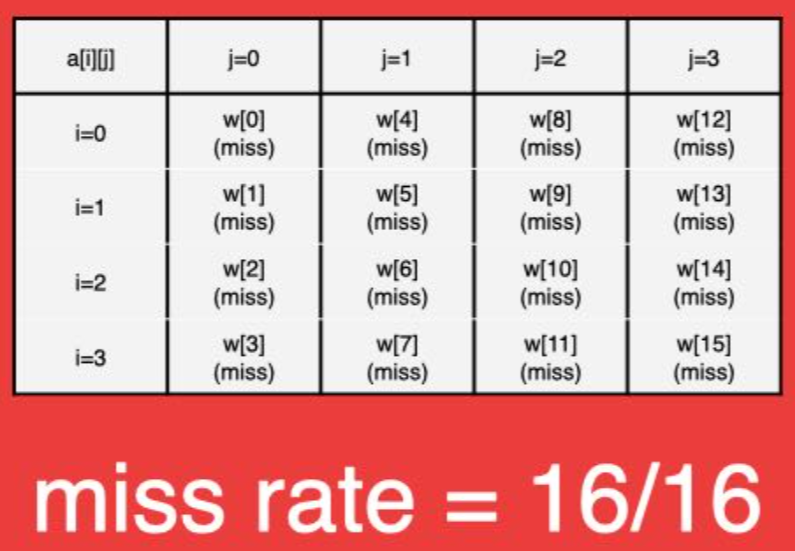 a[i][j] j=0 j=1 j=2 j=3
i=0 w[0] w[4] w[8] w[12]
(miss) (miss) (miss) (miss)
i=1 w[1] w[5] w[9] w[13]
(miss) (miss) (miss) (miss)
i=2 w[2] w[6] w[10] w[14]
(miss) (miss) (miss) (miss)
i=3 w[3] w[7] w[11] w[15]
(miss) (miss) (miss) (miss)
miss rate = 16/16